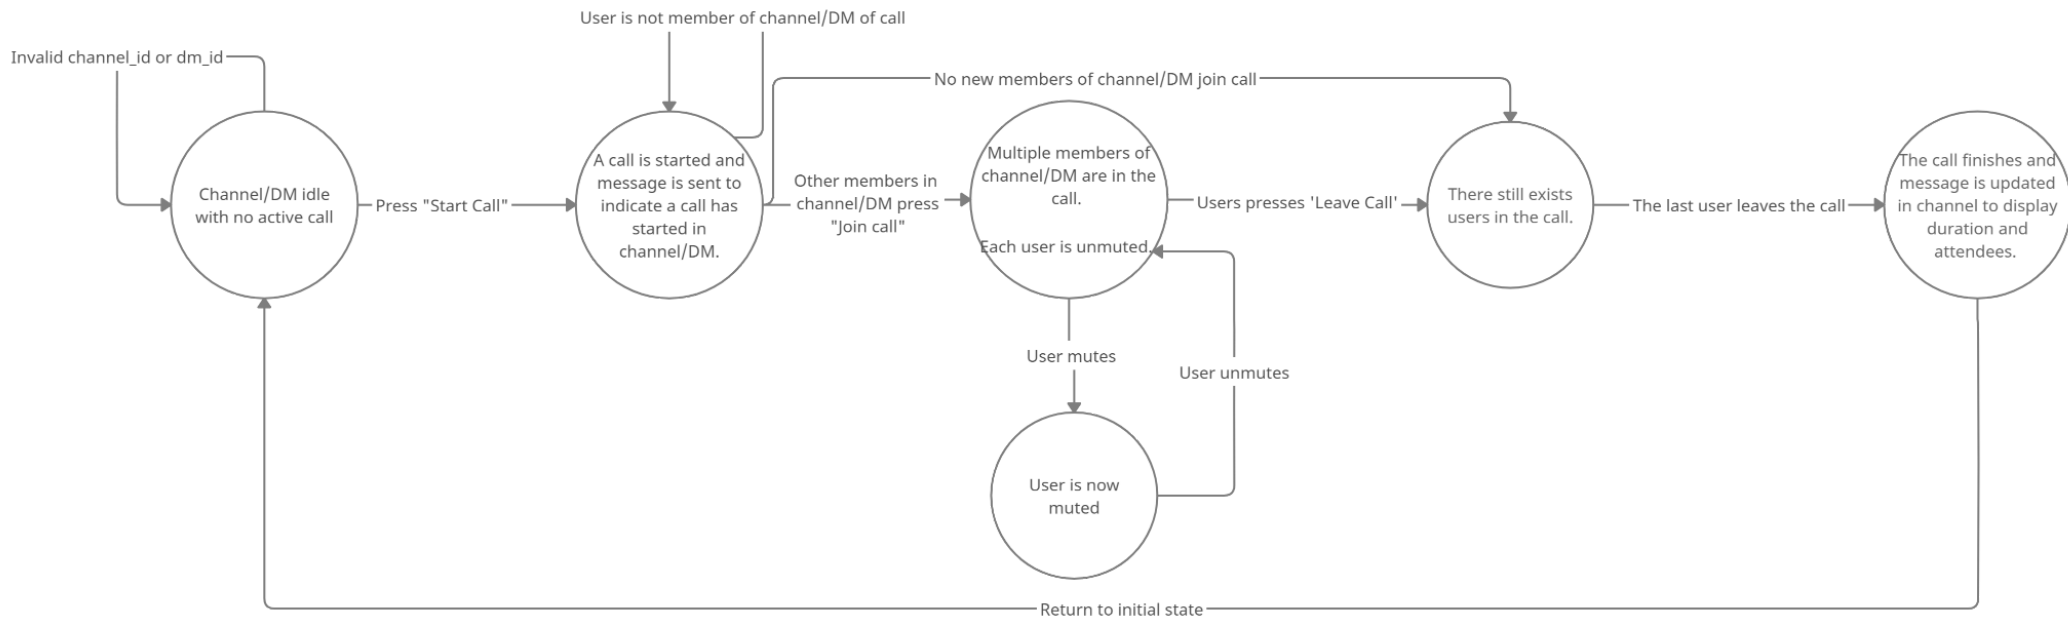 User is not member of channel/DM of call
Invalid channel_id or dm_id
No new members of channel/DM join call
Channel/DM idle
with no active call
Press "Start Call"
A call is started and
message is sent to
indicate a call has
started in
channel/DM.
Other members in
channel/DM press
"Join call"
Multiple members of
channel/DM are in the
call.
Each user is unmuted.
Users presses 'Leave Call'
There still exists
users in the call.
The last user leaves the call
The call finishes and
message is updated
in channel to display
duration and
attendees.
User mutes
User unmutes
User is now
muted
Return to initial state